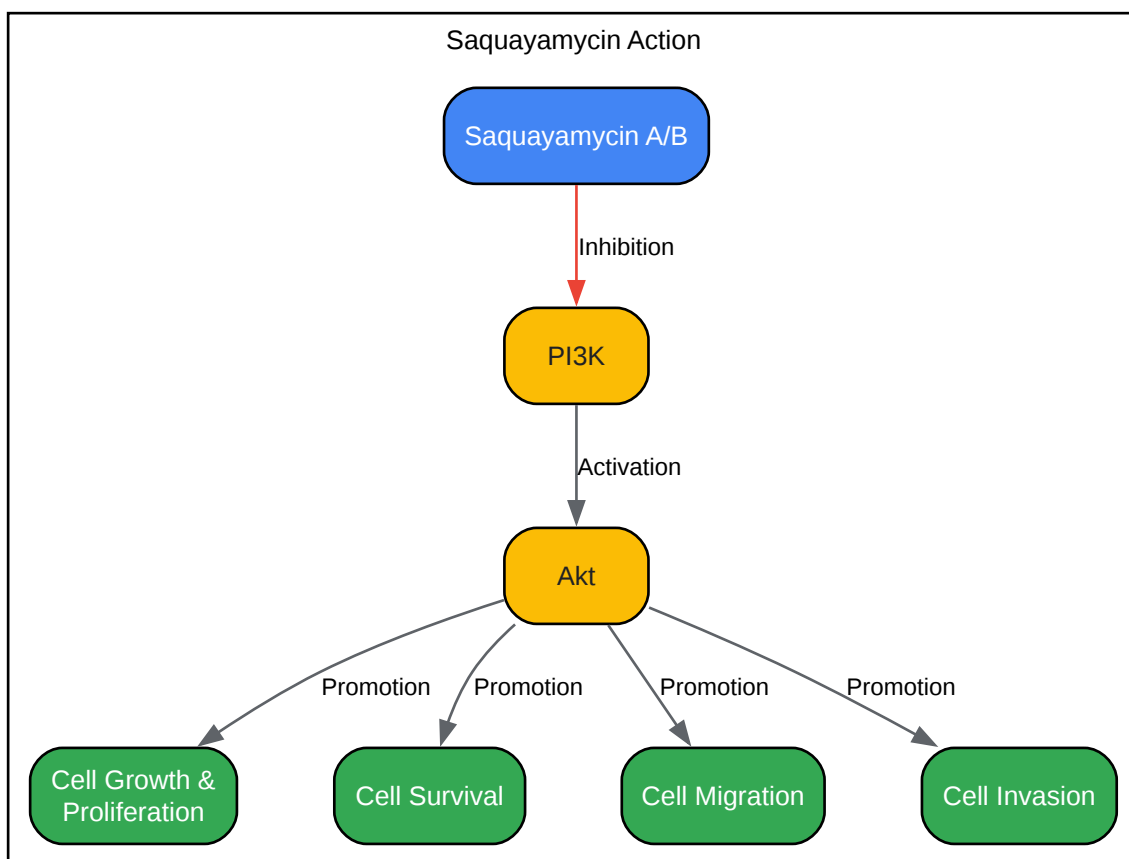 Saquayamycin Action
Saquayamycin A/B
Inhibition
PI3K
Activation
Akt
Promotion
Promotion
Promotion
Promotion
Cell Growth &
Proliferation
Cell Survival
Cell Migration
Cell Invasion